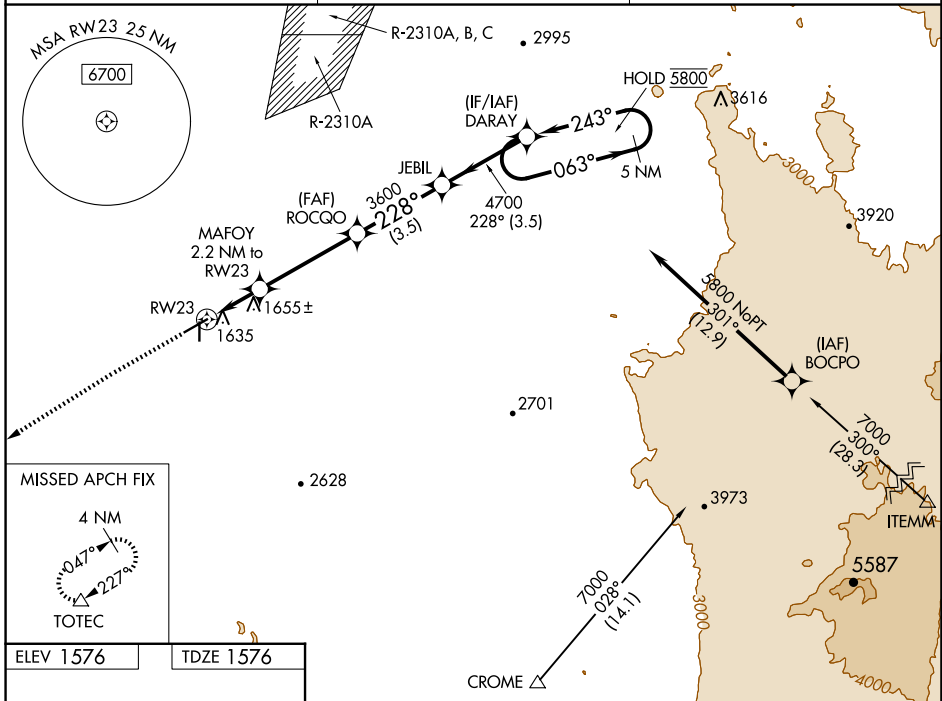 MSA RW23 25 NM
6700
R-2310A, B, C
R-2310A
2995
HOLD 5800
3616
(IF/IAF)
DARAY
243°
063°
5 NM
JEBIL
4700
228° (3.5)
3600
228°
(3.5)
(FAF)
ROCQO
MAFOY
2.2 NM to
RW23
RW23
1655±
1635
3000
3920
5800 NoPT
301°
(12.9)
(IAF)
BOCPO
7000
300°
(28.3)
ITEMM
2701
2628
3973
5587
7000
028°
(14.1)
3000
4000
CROME
MISSED APCH FIX
4 NM
047°
227°
TOTEC
ELEV 1576
TDZE 1576